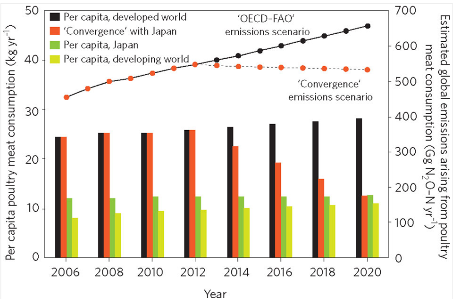 Per capita, developed world
'Convergence' with Japan
Per capita, Japan
Per capita, developing world
'OECD-FAO'
emissions scenario
'Convergence'
emissions scenario
Per capita poultry meat consumption (kg yr⁻¹)
50
40
30
20
10
0
Estimated global emissions arising from poultry
meat consumption (Gg N₂O–N yr⁻¹)
700
600
500
400
300
200
100
0
2006 2008 2010 2012 2014 2016 2018 2020
Year